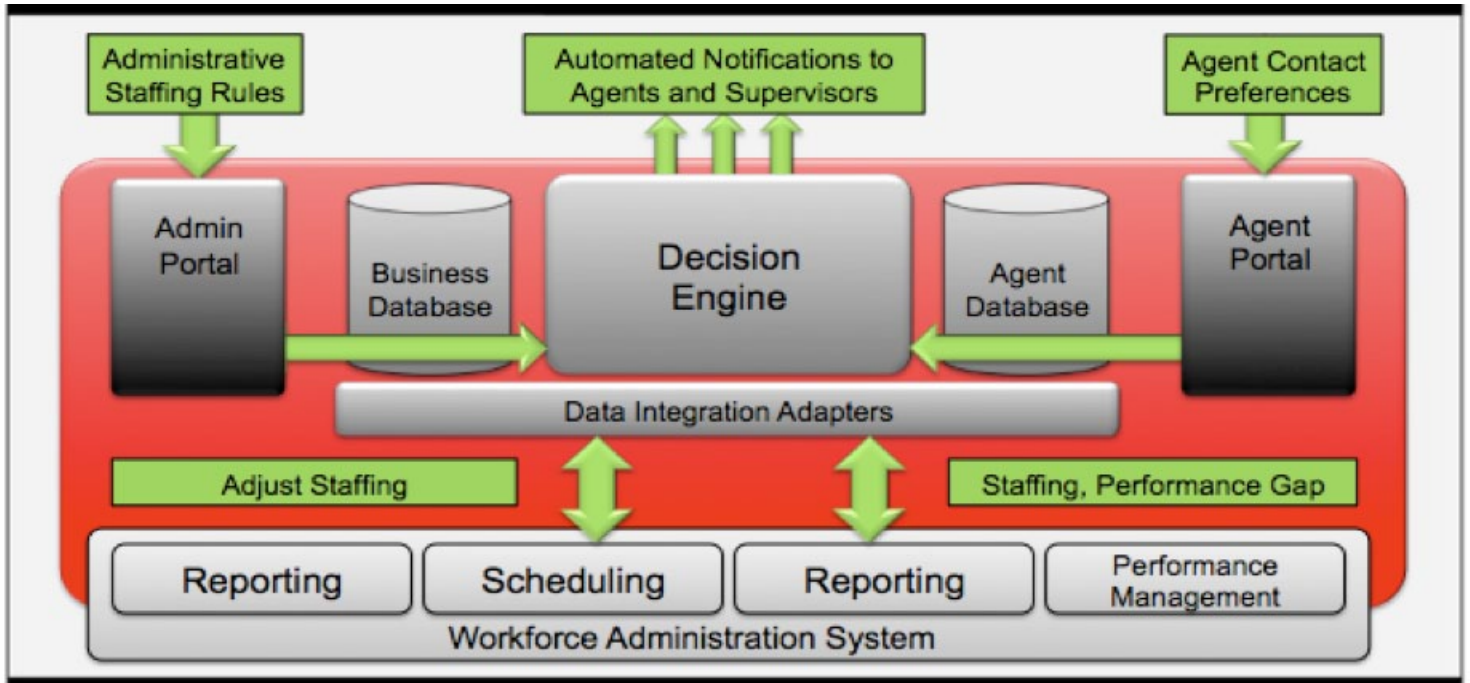 Administrative
Staffing Rules
Automated Notifications to
Agents and Supervisors
Agent Contact
Preferences
Admin
Portal
Business
Database
Decision
Engine
Agent
Database
Agent
Portal
Data Integration Adapters
Adjust Staffing
Staffing, Performance Gap
Reporting
Scheduling
Reporting
Performance
Management
Workforce Administration System